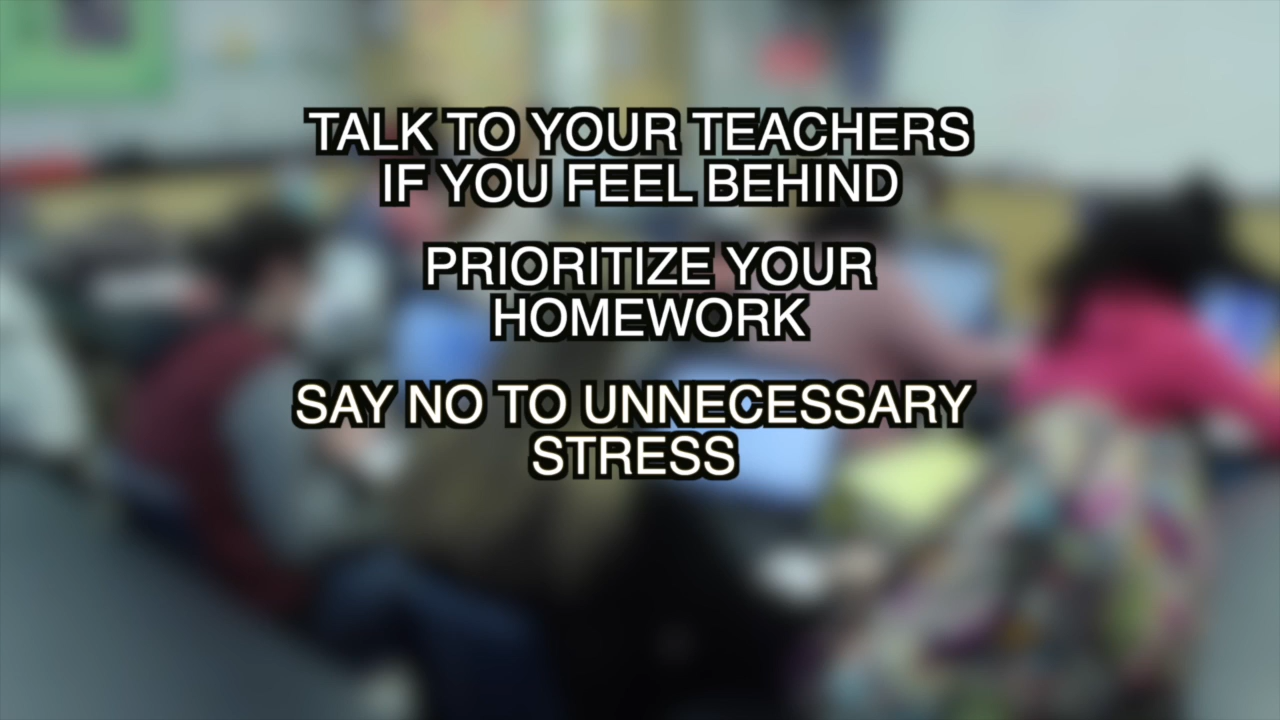 TALK TO YOUR TEACHERS
IF YOU FEEL BEHIND
PRIORITIZE YOUR
HOMEWORK
SAY NO TO UNNECESSARY
STRESS